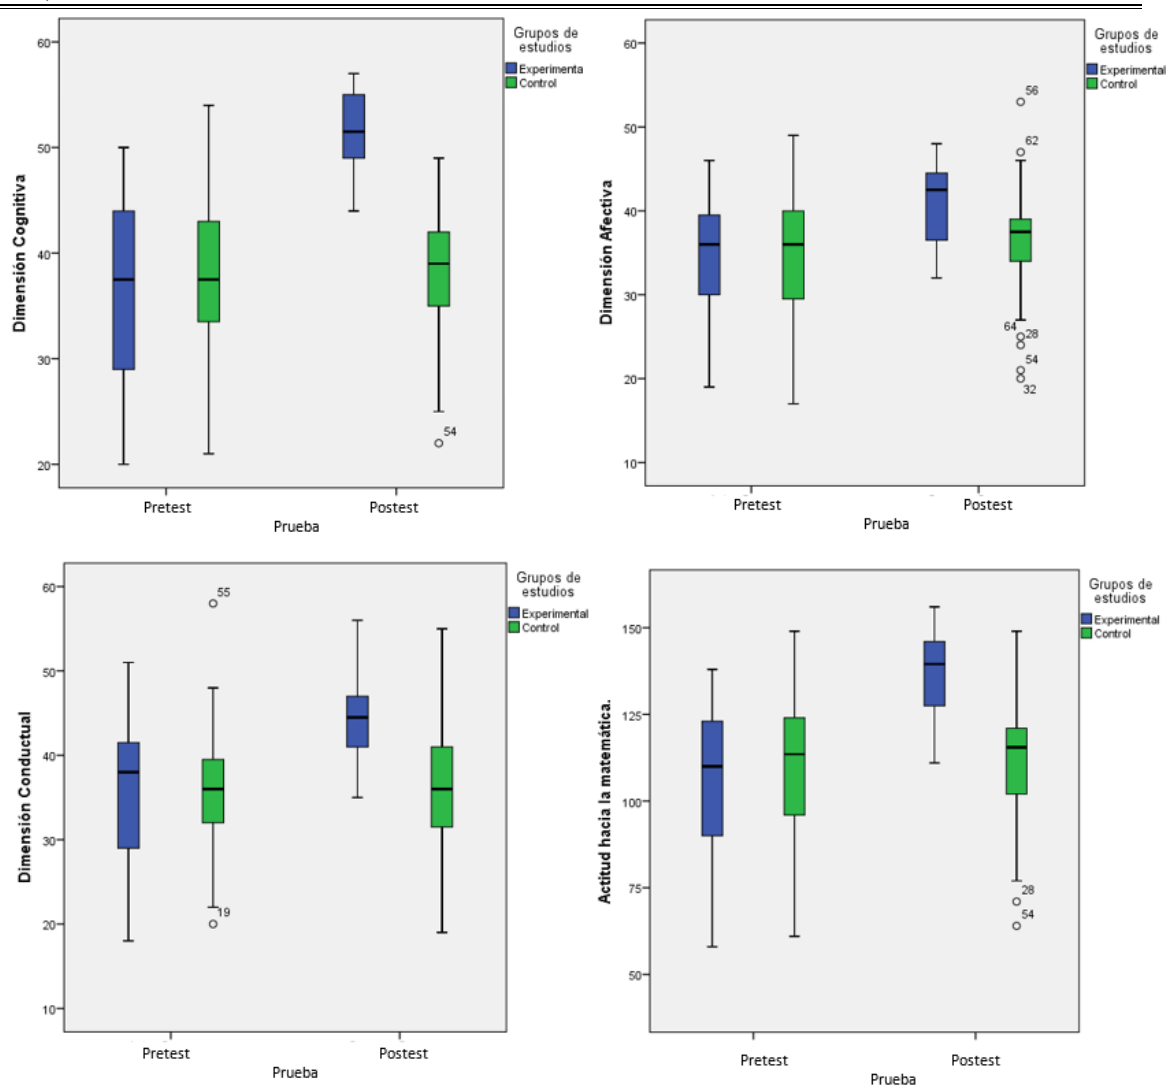 Grupos de
estudios
Experimenta
Control
60
50
40
30
20
Dimensión Cognitiva
54
Pretest
Postest
Prueba
Grupos de
estudios
Experimental
Control
60
50
40
30
20
10
Dimensión Afectiva
56
62
64
28
54
32
Pretest
Postest
Prueba
Grupos de
estudios
Experimental
Control
60
50
40
30
20
10
Dimensión Conductual
55
19
Pretest
Postest
Prueba
Grupos de
estudios
Experimental
Control
150
125
100
75
50
Actitud hacia la matemática.
28
54
Pretest
Postest
Prueba